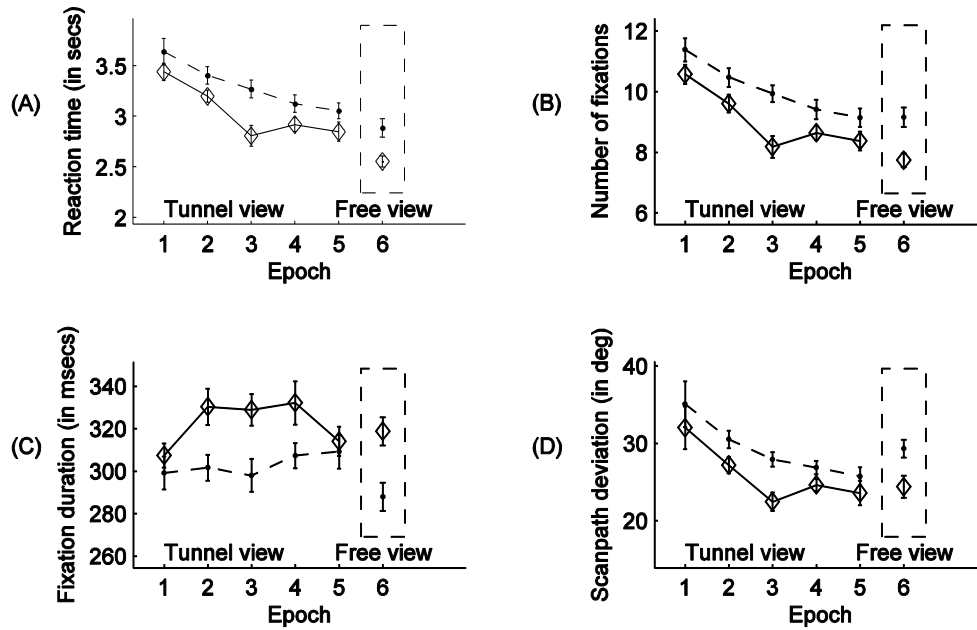 (A)
Reaction time (in secs)
3.5
3
2.5
2
Tunnel view Free view
1 2 3 4 5 6
Epoch
(B)
Number of fixations
12
10
8
6
Tunnel view Free view
1 2 3 4 5 6
Epoch
(C)
Fixation duration (in msecs)
340
320
300
280
260
Tunnel view Free view
1 2 3 4 5 6
Epoch
(D)
Scanpath deviation (in deg)
40
30
20
Tunnel view Free view
1 2 3 4 5 6
Epoch